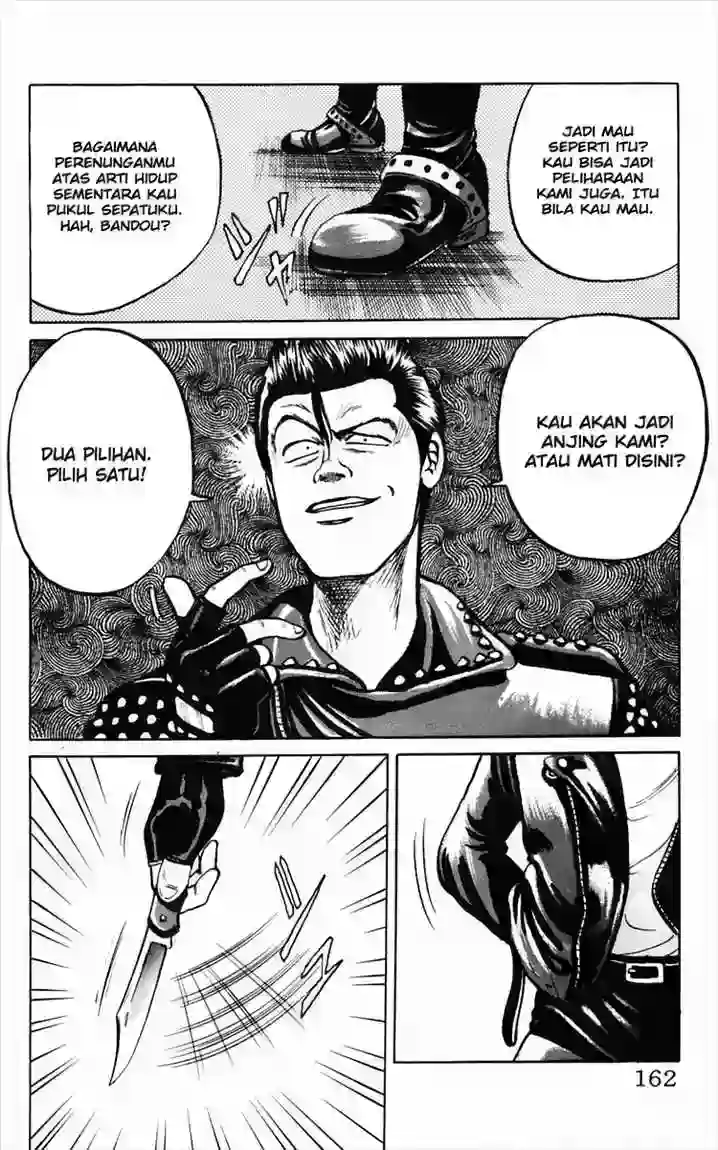 JADI MAU
SEPERTI ITU?
KAU BISA JADI
PELIHARAAN
KAMI JUGA. ITU
BILA KAU MAU.
BAGAIMANA
PERENUNGANMU
ATAS ARTI HIDUP
SEMENTARA KAU
PUKUL SEPATUKU.
HAH, BANDOU?
KAU AKAN JADI
ANJING KAMI?
ATAU MATI DISINI?
DUA PILIHAN.
PILIH SATU!
162